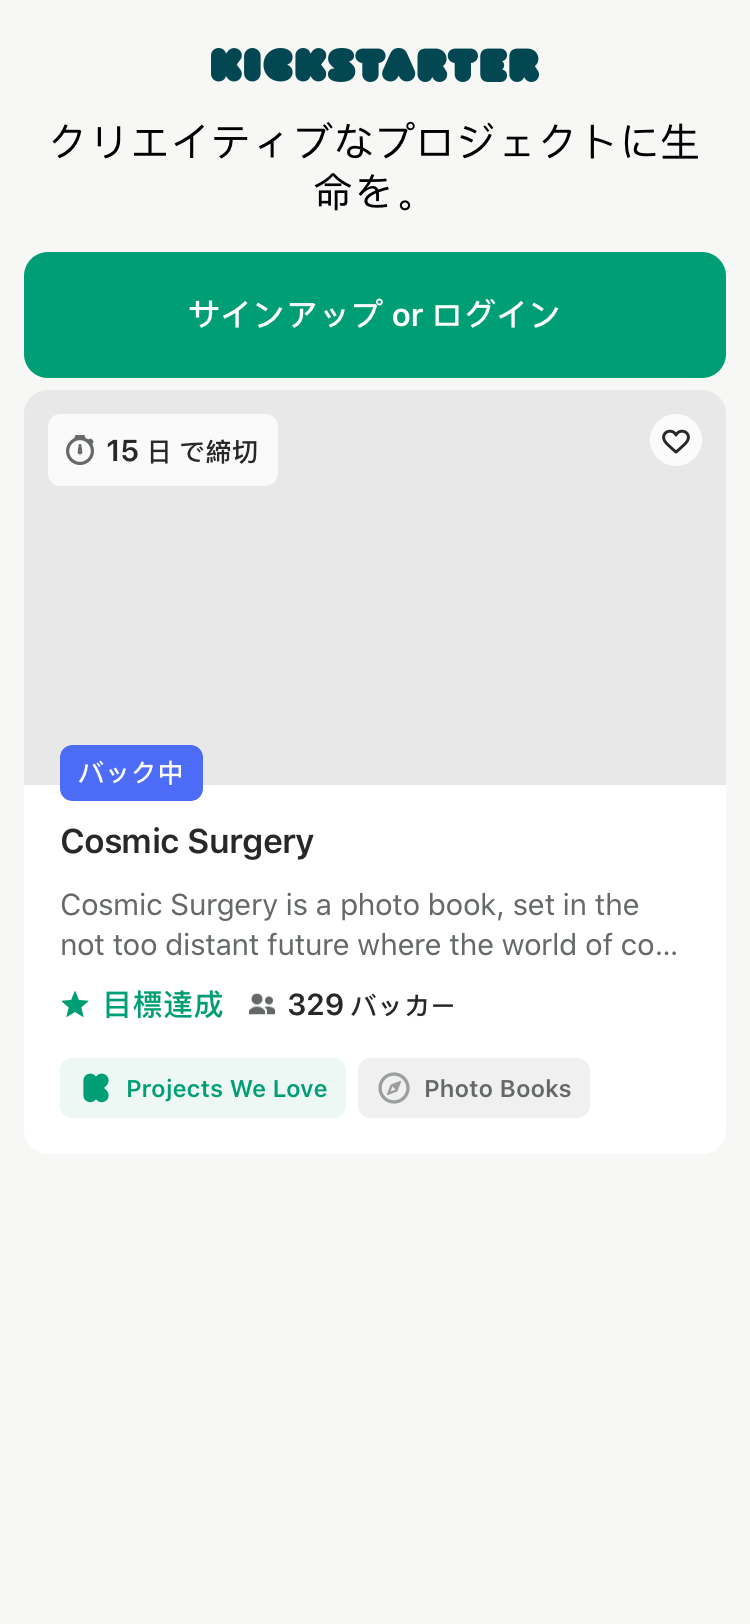 KICKSTARTER
クリエイティブなプロジェクトに生
命を。
サインアップ or ログイン
15 日 で締切
バック中
Cosmic Surgery
Cosmic Surgery is a photo book, set in the
not too distant future where the world of co...
目標達成 329 バッカー
Projects We Love Photo Books